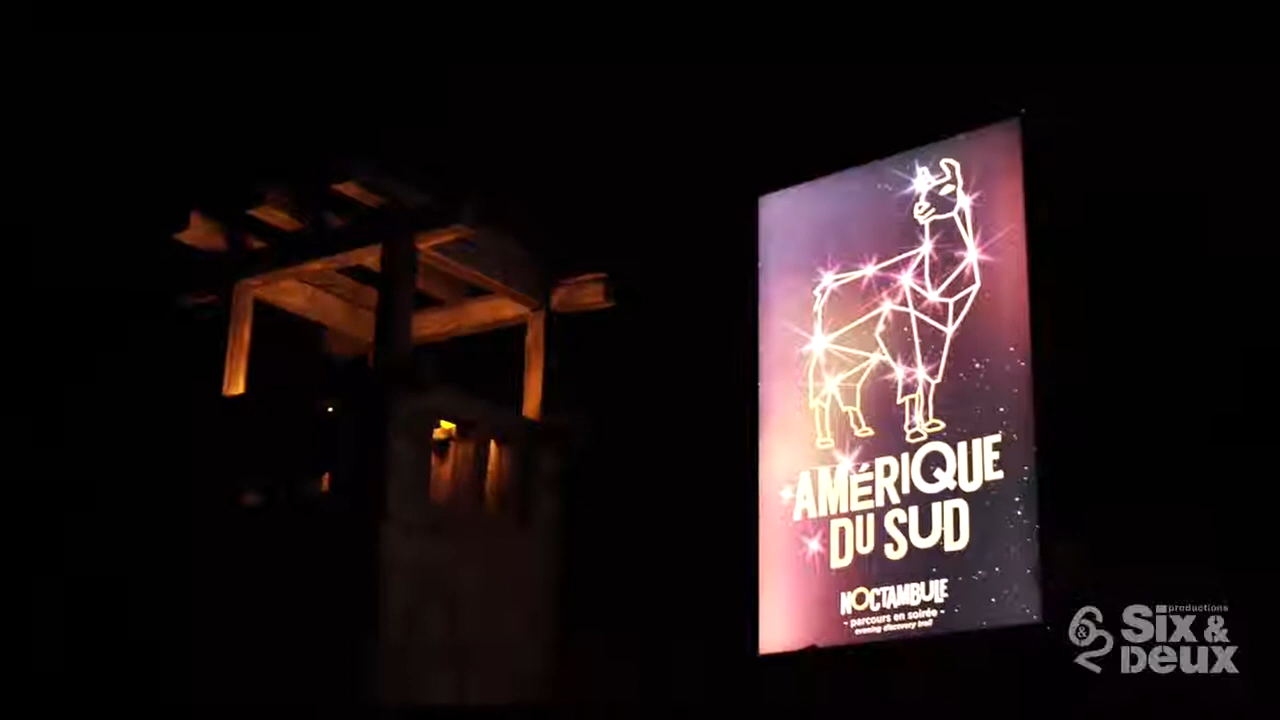 AMÉRIQUE
DU SUD
NOCTAMBULE
- parcours en soirée -
evening discovery trail
productions
Six &
Deux